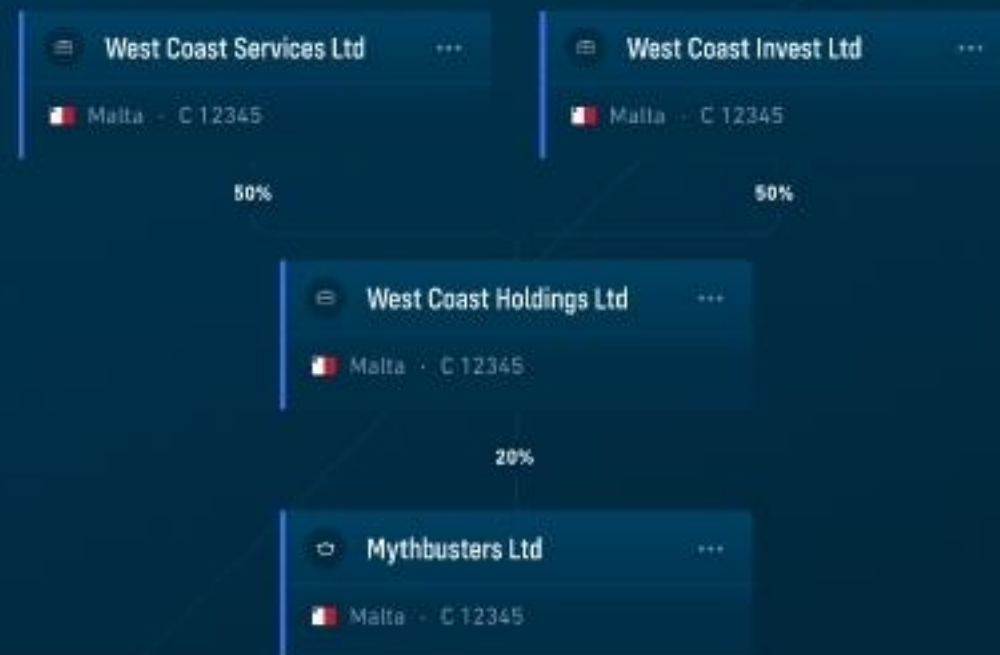 West Coast Services Ltd ···
West Coast Invest Ltd ···
Malta · C 12345
Malta · C 12345
50%
50%
West Coast Holdings Ltd ···
Malta · C 12345
20%
Mythbusters Ltd ···
Malta · C 12345